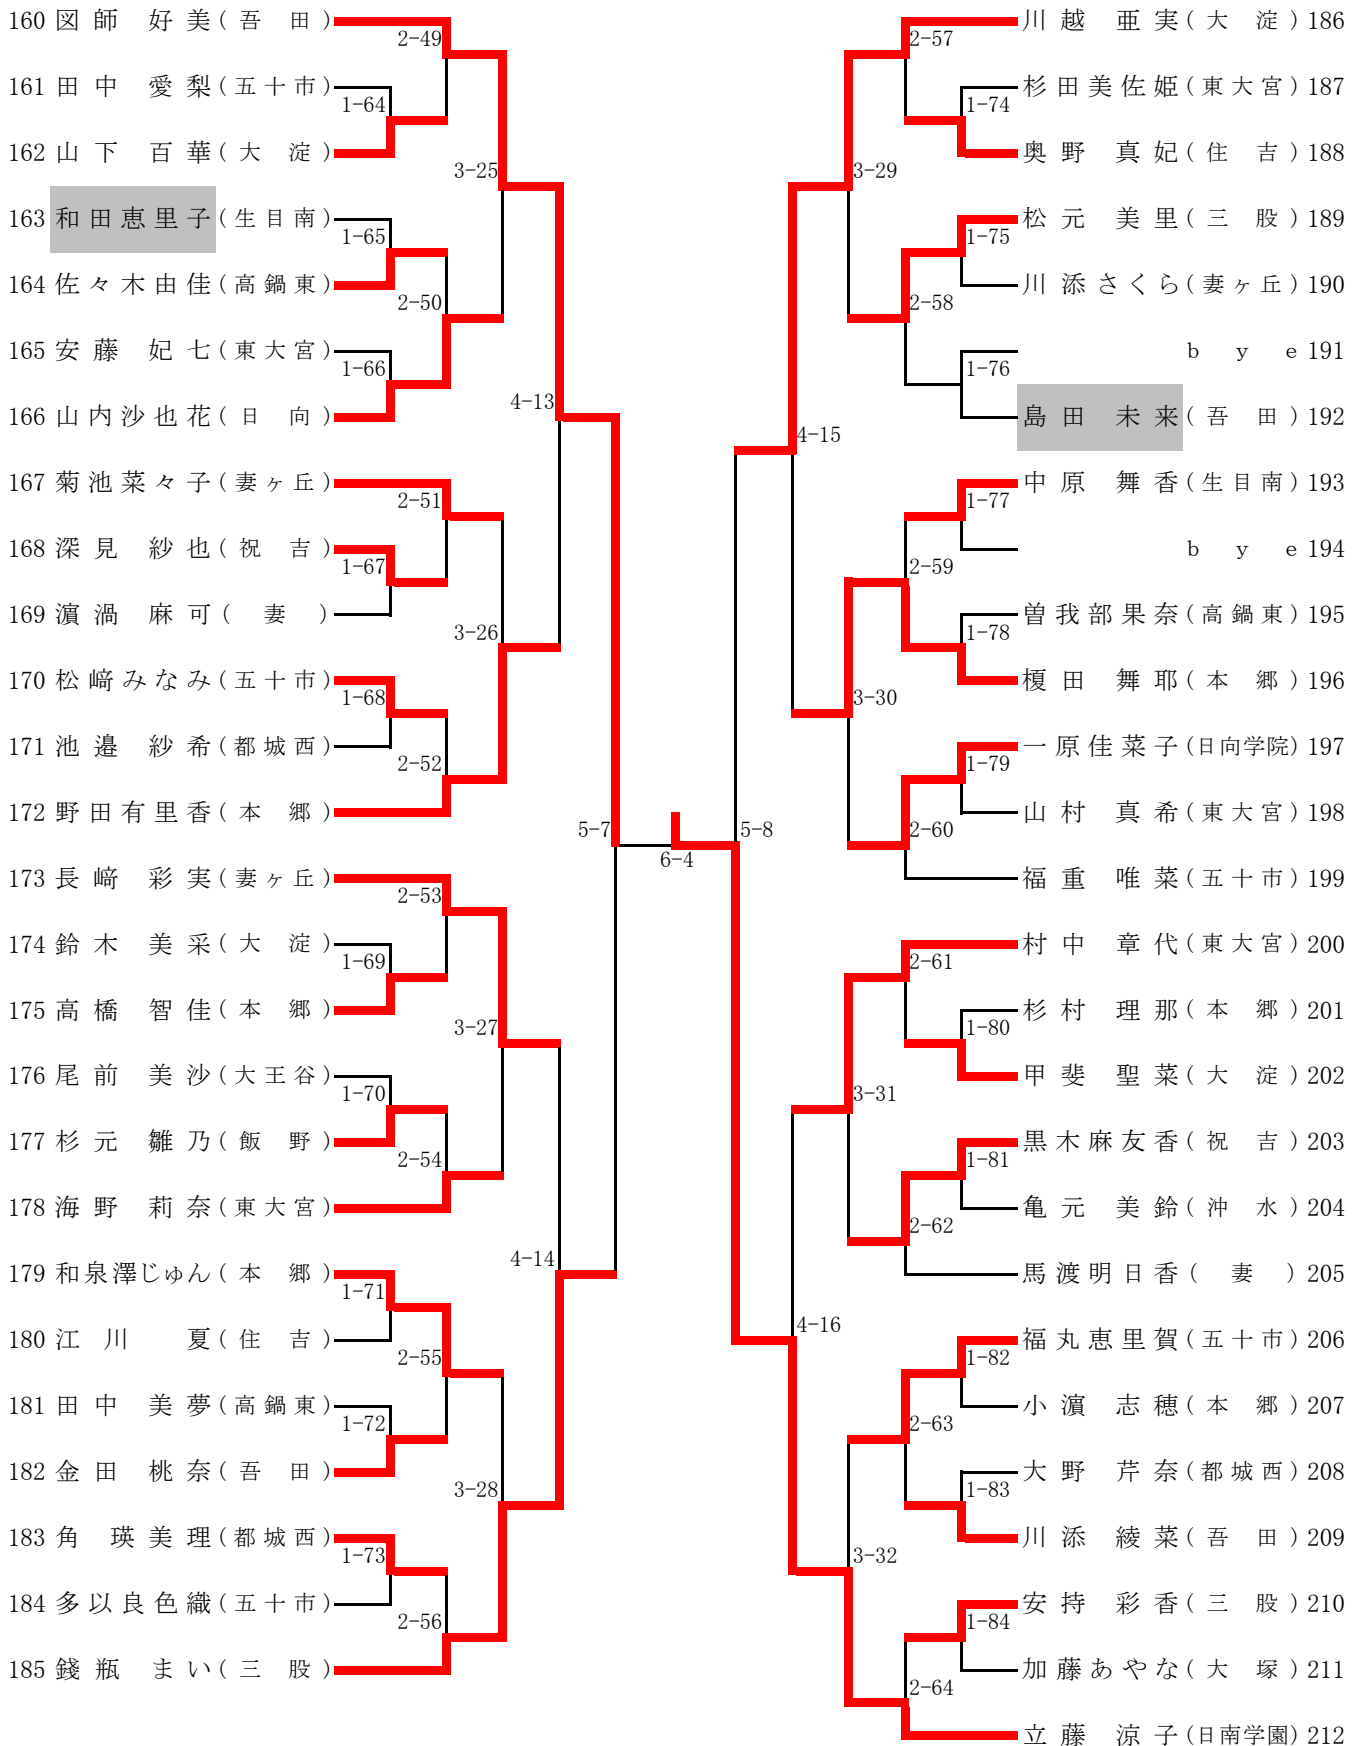 160 図師 好美 (吾 田)
2-49
161 田中 愛梨 (五十市)
1-64
162 山下 百華 (大 淀)
3-25
163 和田恵里子 (生目南)
1-65
164 佐々木由佳 (高鍋東)
2-50
165 安藤 妃七 (東大宮)
1-66
4-13
166 山内沙也花 (日 向)
167 菊池菜々子 (妻ヶ丘)
2-51
168 深見 紗也 (祝 吉)
1-67
169 濵渦 麻可 ( 妻 )
3-26
170 松﨑みなみ (五十市)
1-68
171 池邉 紗希 (都城西)
2-52
172 野田有里香 (本 郷)
5-7
6-4
173 長﨑 彩実 (妻ヶ丘)
2-53
174 鈴木 美采 (大 淀)
1-69
175 高橋 智佳 (本 郷)
3-27
176 尾前 美沙 (大王谷)
1-70
177 杉元 雛乃 (飯 野)
2-54
178 海野 莉奈 (東大宮)
4-14
179 和泉澤じゅん (本 郷)
1-71
180 江川 夏 (住 吉)
2-55
181 田中 美夢 (高鍋東)
1-72
182 金田 桃奈 (吾 田)
3-28
183 角 瑛美理 (都城西)
1-73
184 多以良色織 (五十市)
2-56
185 錢瓶 まい (三 股)
川越 亜実 (大 淀) 186
2-57
杉田美佐姫 (東大宮) 187
1-74
奥野 真妃 (住 吉) 188
3-29
松元 美里 (三 股) 189
1-75
川添さくら (妻ヶ丘) 190
2-58
bye 191
1-76
島田 未来 (吾 田) 192
4-15
中原 舞香 (生目南) 193
1-77
bye 194
2-59
曽我部果奈 (高鍋東) 195
1-78
榎田 舞耶 (本 郷) 196
3-30
一原佳菜子 (日向学院) 197
1-79
山村 真希 (東大宮) 198
2-60
5-8
福重 唯菜 (五十市) 199
村中 章代 (東大宮) 200
2-61
杉村 理那 (本 郷) 201
1-80
甲斐 聖菜 (大 淀) 202
3-31
黒木麻友香 (祝 吉) 203
1-81
亀元 美鈴 (沖 水) 204
2-62
馬渡明日香 ( 妻 ) 205
4-16
福丸恵里賀 (五十市) 206
1-82
小濵 志穂 (本 郷) 207
2-63
大野 芹奈 (都城西) 208
1-83
川添 綾菜 (吾 田) 209
3-32
安持 彩香 (三 股) 210
1-84
加藤あやな (大 塚) 211
2-64
立藤 涼子 (日南学園) 212